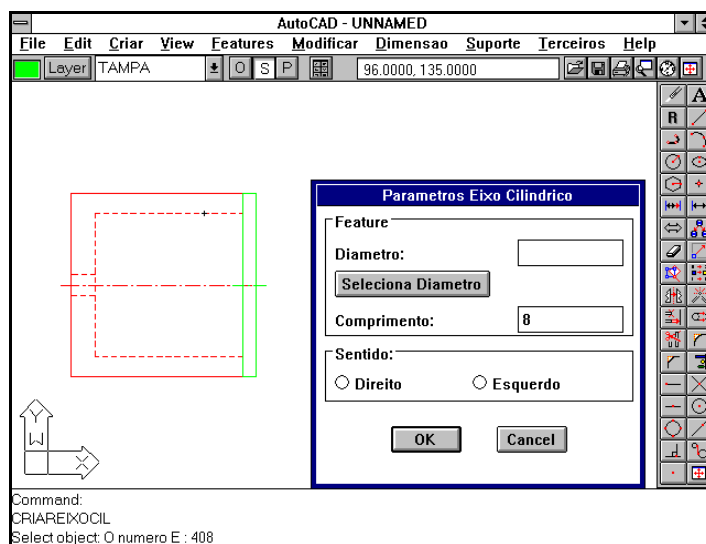 AutoCAD - UNNAMED
File Edit Criar View Features Modificar Dimensao Suporte Terceiros Help
Layer TAMPA O S P 96.0000, 135.0000
A
R
Parametros Eixo Cilindrico
Feature
Diametro:
Seleciona Diametro
Comprimento: 8
Sentido:
Direito Esquerdo
OK Cancel
Y
W
X
Command:
CRIAREIXOCIL
Select object: O numero E : 408